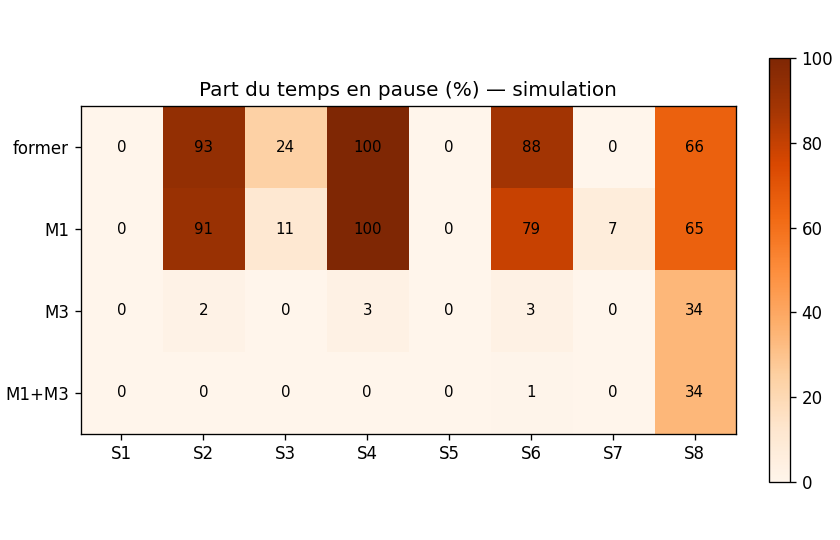 Part du temps en pause (%) — simulation
former 0 93 24 100 0 88 0 66
M1 0 91 11 100 0 79 7 65
M3 0 2 0 3 0 3 0 34
M1+M3 0 0 0 0 0 1 0 34
S1 S2 S3 S4 S5 S6 S7 S8
100
80
60
40
20
0